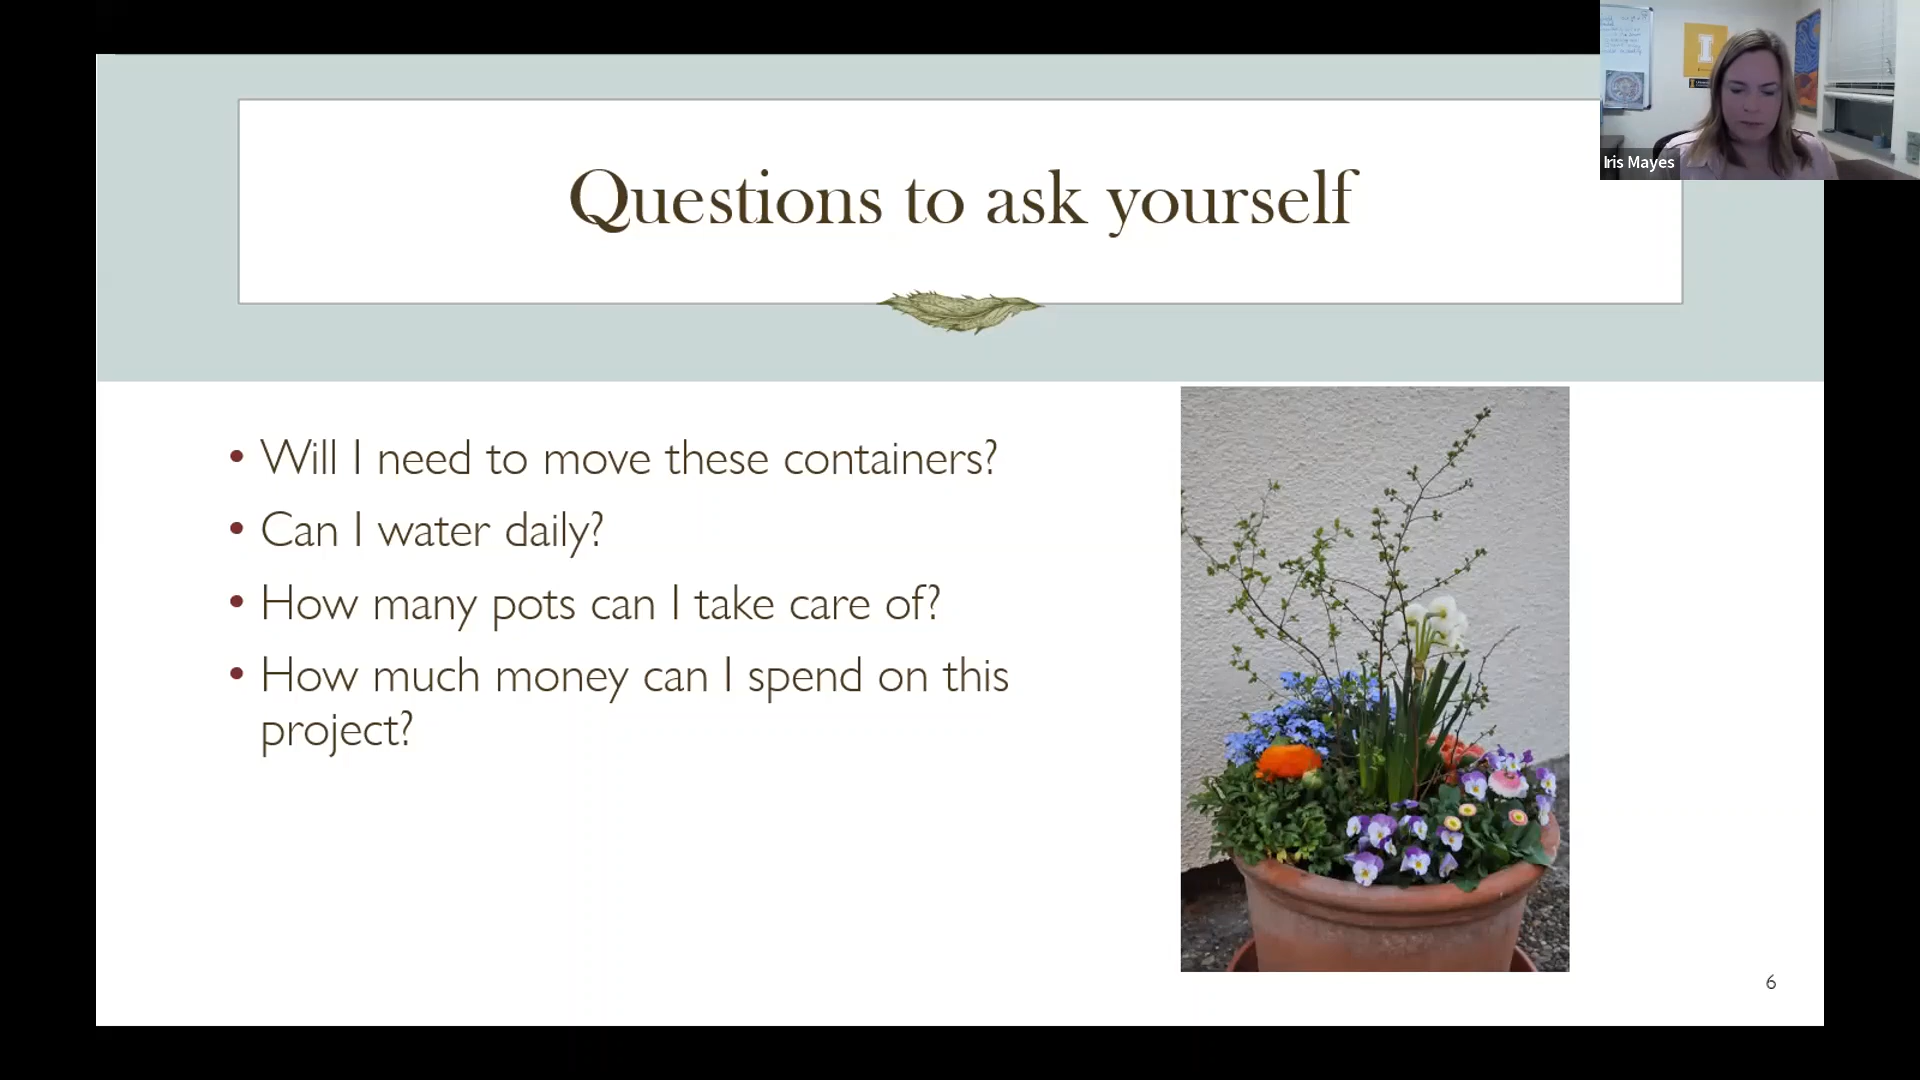 I
Iris Mayes
Questions to ask yourself
• Will I need to move these containers?
• Can I water daily?
• How many pots can I take care of?
• How much money can I spend on this
project?
6